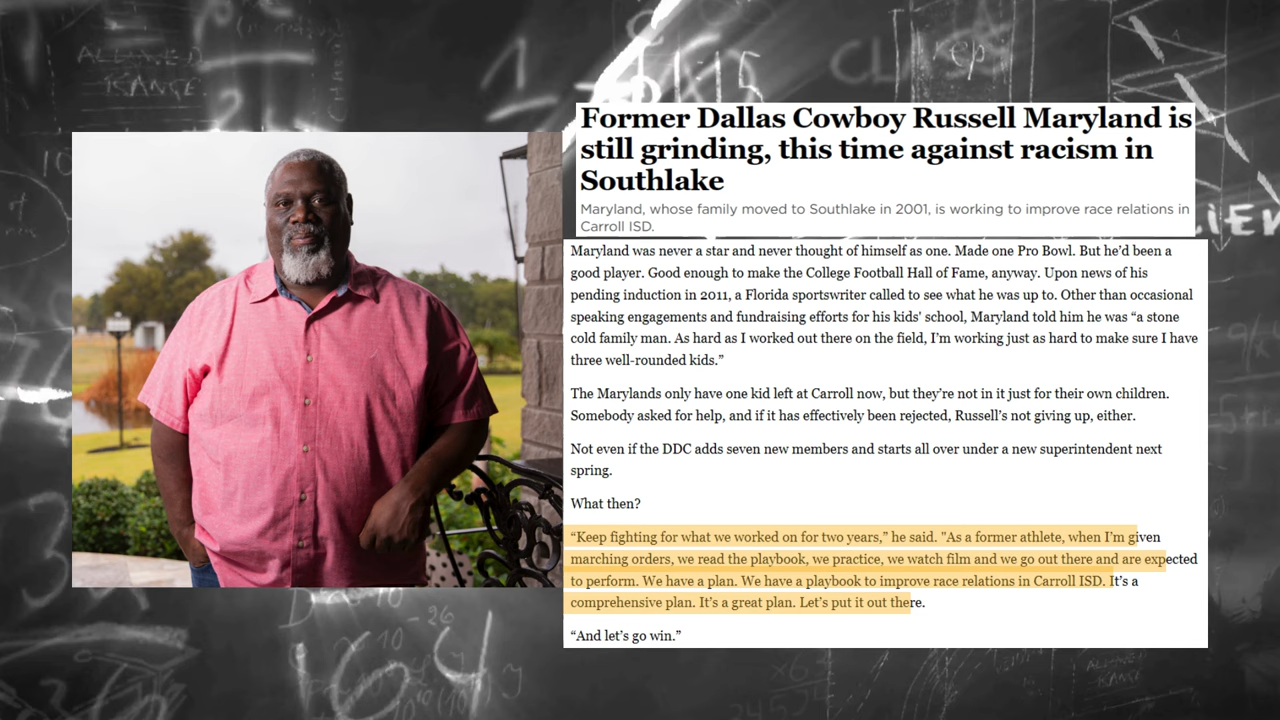 Former Dallas Cowboy Russell Maryland is
still grinding, this time against racism in
Southlake
Maryland, whose family moved to Southlake in 2001, is working to improve race relations in
Carroll ISD.
Maryland was never a star and never thought of himself as one. Made one Pro Bowl. But he’d been a
good player. Good enough to make the College Football Hall of Fame, anyway. Upon news of his
pending induction in 2011, a Florida sportswriter called to see what he was up to. Other than occasional
speaking engagements and fundraising efforts for his kids' school, Maryland told him he was “a stone
cold family man. As hard as I worked out there on the field, I’m working just as hard to make sure I have
three well-rounded kids.”
The Marylands only have one kid left at Carroll now, but they’re not in it just for their own children.
Somebody asked for help, and if it has effectively been rejected, Russell’s not giving up, either.
Not even if the DDC adds seven new members and starts all over under a new superintendent next
spring.
What then?
“Keep fighting for what we worked on for two years,” he said. "As a former athlete, when I’m given
marching orders, we read the playbook, we practice, we watch film and we go out there and are expected
to perform. We have a plan. We have a playbook to improve race relations in Carroll ISD. It’s a
comprehensive plan. It’s a great plan. Let’s put it out there.
“And let’s go win.”